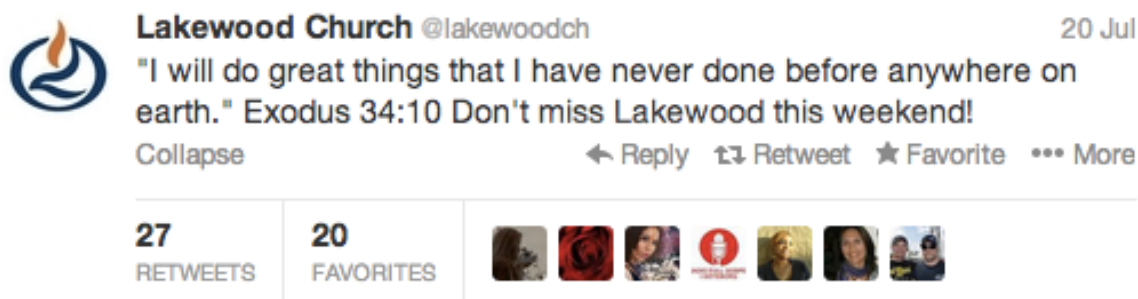 Lakewood Church @lakewoodch 20 Jul
"I will do great things that I have never done before anywhere on
earth." Exodus 34:10 Don't miss Lakewood this weekend!
Collapse Reply Retweet Favorite More
27 20
RETWEETS FAVORITES